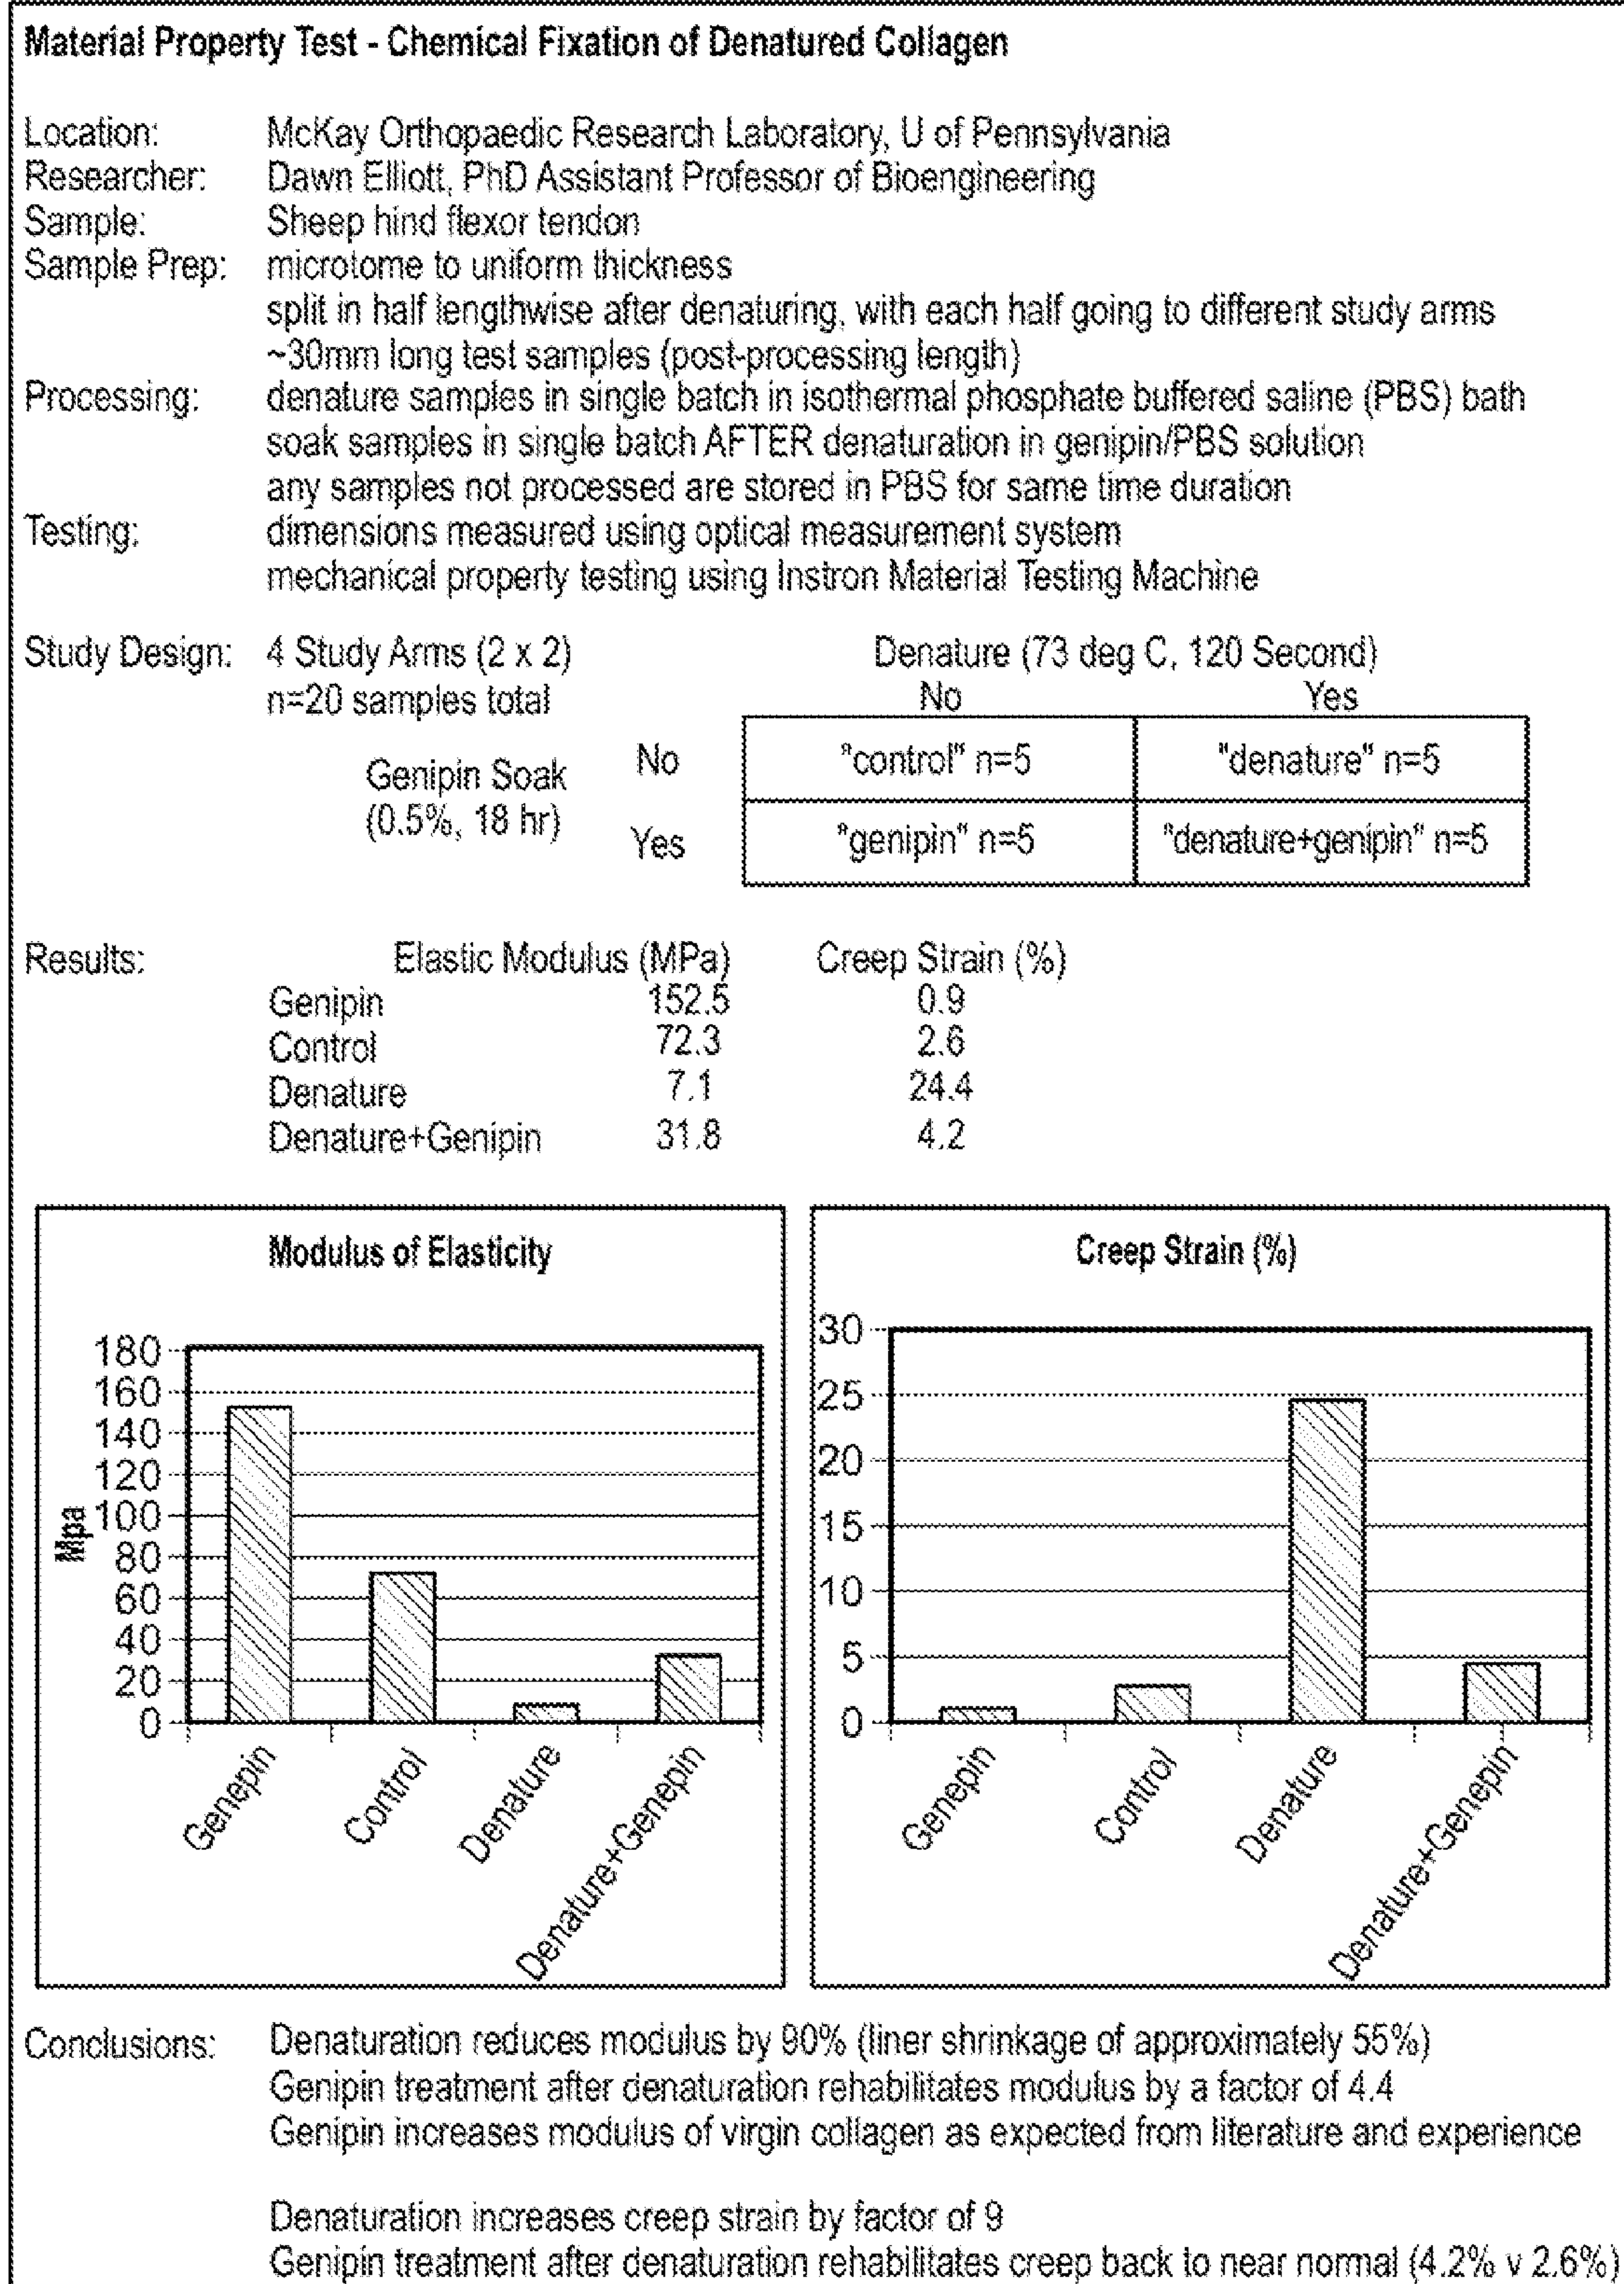 Material Property Test - Chemical Fixation of Denatured Collagen
Location: McKay Orthopaedic Research Laboratory, U of Pennsylvania
Researcher: Dawn Elliott, PhD Assistant Professor of Bioengineering
Sample: Sheep hind flexor tendon
Sample Prep: microtome to uniform thickness
split in half lengthwise after denaturing, with each half going to different study arms
~30mm long test samples (post-processing length)
Processing: denature samples in single batch in isothermal phosphate buffered saline (PBS) bath
soak samples in single batch AFTER denaturation in genipin/PBS solution
any samples not processed are stored in PBS for same time duration
Testing: dimensions measured using optical measurement system
mechanical property testing using Instron Material Testing Machine
Study Design: 4 Study Arms (2 x 2) Denature (73 deg C, 120 Second)
n=20 samples total No Yes
Genipin Soak No "control" n=5 "denature" n=5
(0.5%, 18 hr) Yes "genipin" n=5 "denature+genipin" n=5
Results: Elastic Modulus (MPa) Creep Strain (%)
Genipin 152.5 0.9
Control 72.3 2.6
Denature 7.1 24.4
Denature+Genipin 31.8 4.2
Modulus of Elasticity
180
160
140
120
100
80
60
40
20
0
Mpa
Genepin
Control
Denature
Denature+Genepin
Creep Strain (%)
30
25
20
15
10
5
0
Genepin
Control
Denature
Denature+Genepin
Conclusions: Denaturation reduces modulus by 90% (liner shrinkage of approximately 55%)
Genipin treatment after denaturation rehabilitates modulus by a factor of 4.4
Genipin increases modulus of virgin collagen as expected from literature and experience
Denaturation increases creep strain by factor of 9
Genipin treatment after denaturation rehabilitates creep back to near normal (4.2% v 2.6%)